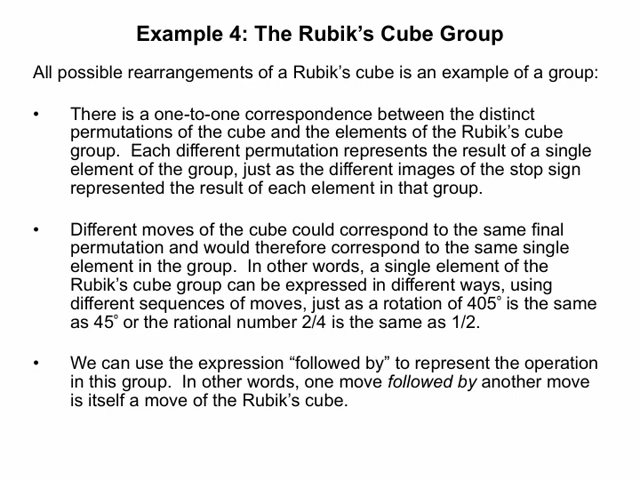 Example 4: The Rubik's Cube Group
All possible rearrangements of a Rubik's cube is an example of a group:
• There is a one-to-one correspondence between the distinct
permutations of the cube and the elements of the Rubik's cube
group.  Each different permutation represents the result of a single
element of the group, just as the different images of the stop sign
represented the result of each element in that group.
• Different moves of the cube could correspond to the same final
permutation and would therefore correspond to the same single
element in the group.  In other words, a single element of the
Rubik's cube group can be expressed in different ways, using
different sequences of moves, just as a rotation of 405° is the same
as 45° or the rational number 2/4 is the same as 1/2.
• We can use the expression “followed by” to represent the operation
in this group.  In other words, one move followed by another move
is itself a move of the Rubik's cube.